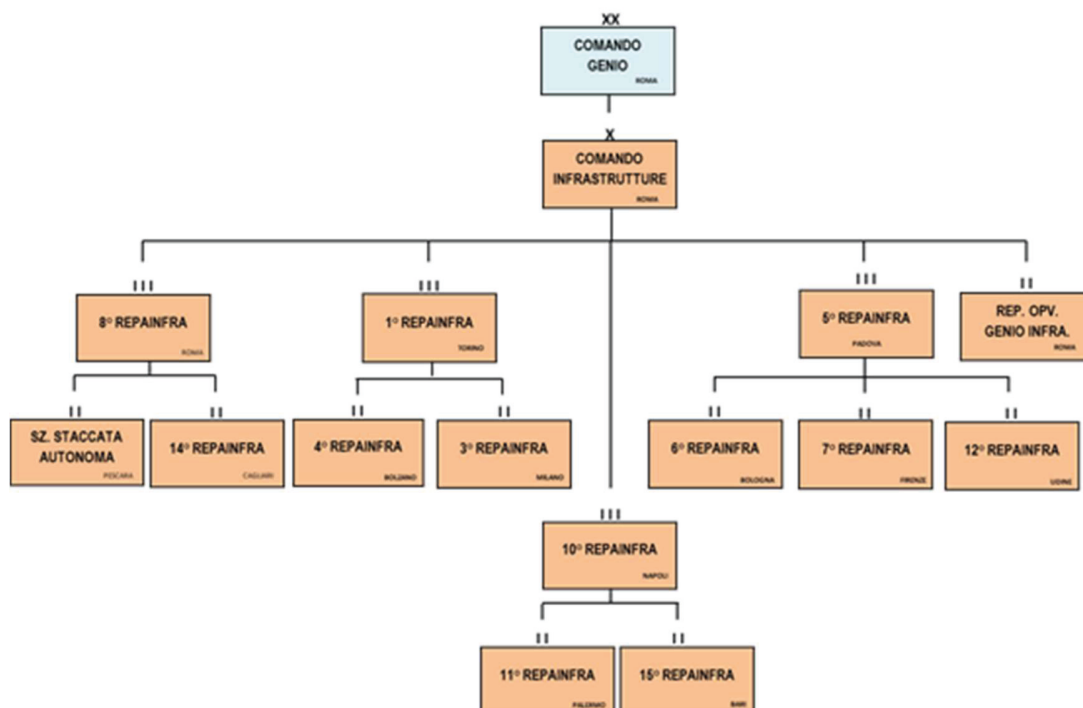 XX
COMANDO
GENIO
ROMA
X
COMANDO
INFRASTRUTTURE
ROMA
III
8° REPAINFRA
ROMA
III
1° REPAINFRA
TORINO
III
5° REPAINFRA
PADOVA
II
REP. OPV.
GENIO INFRA.
ROMA
II
SZ. STACCATA
AUTONOMA
PESCARA
II
14° REPAINFRA
CAGLIARI
II
4° REPAINFRA
BOLZANO
II
3° REPAINFRA
MILANO
II
6° REPAINFRA
BOLOGNA
II
7° REPAINFRA
FIRENZE
II
12° REPAINFRA
UDINE
III
10° REPAINFRA
NAPOLI
II
11° REPAINFRA
PALERMO
II
15° REPAINFRA
BARI